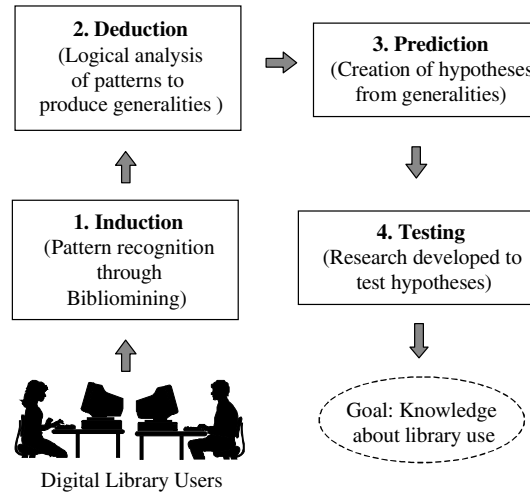 2. Deduction
(Logical analysis
of patterns to
produce generalities )
3. Prediction
(Creation of hypotheses
from generalities)
1. Induction
(Pattern recognition
through
Bibliomining)
4. Testing
(Research developed to
test hypotheses)
Goal: Knowledge
about library use
Digital Library Users